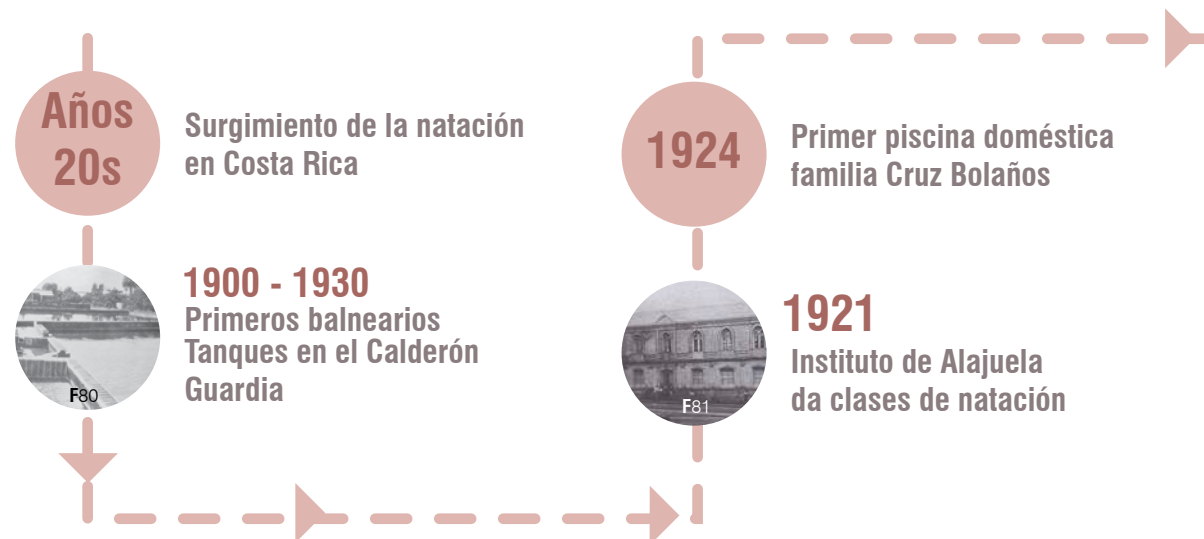 Años
20s
Surgimiento de la natación
en Costa Rica
F80
1900 - 1930
Primeros balnearios
Tanques en el Calderón
Guardia
1924
Primer piscina doméstica
familia Cruz Bolaños
F81
1921
Instituto de Alajuela
da clases de natación